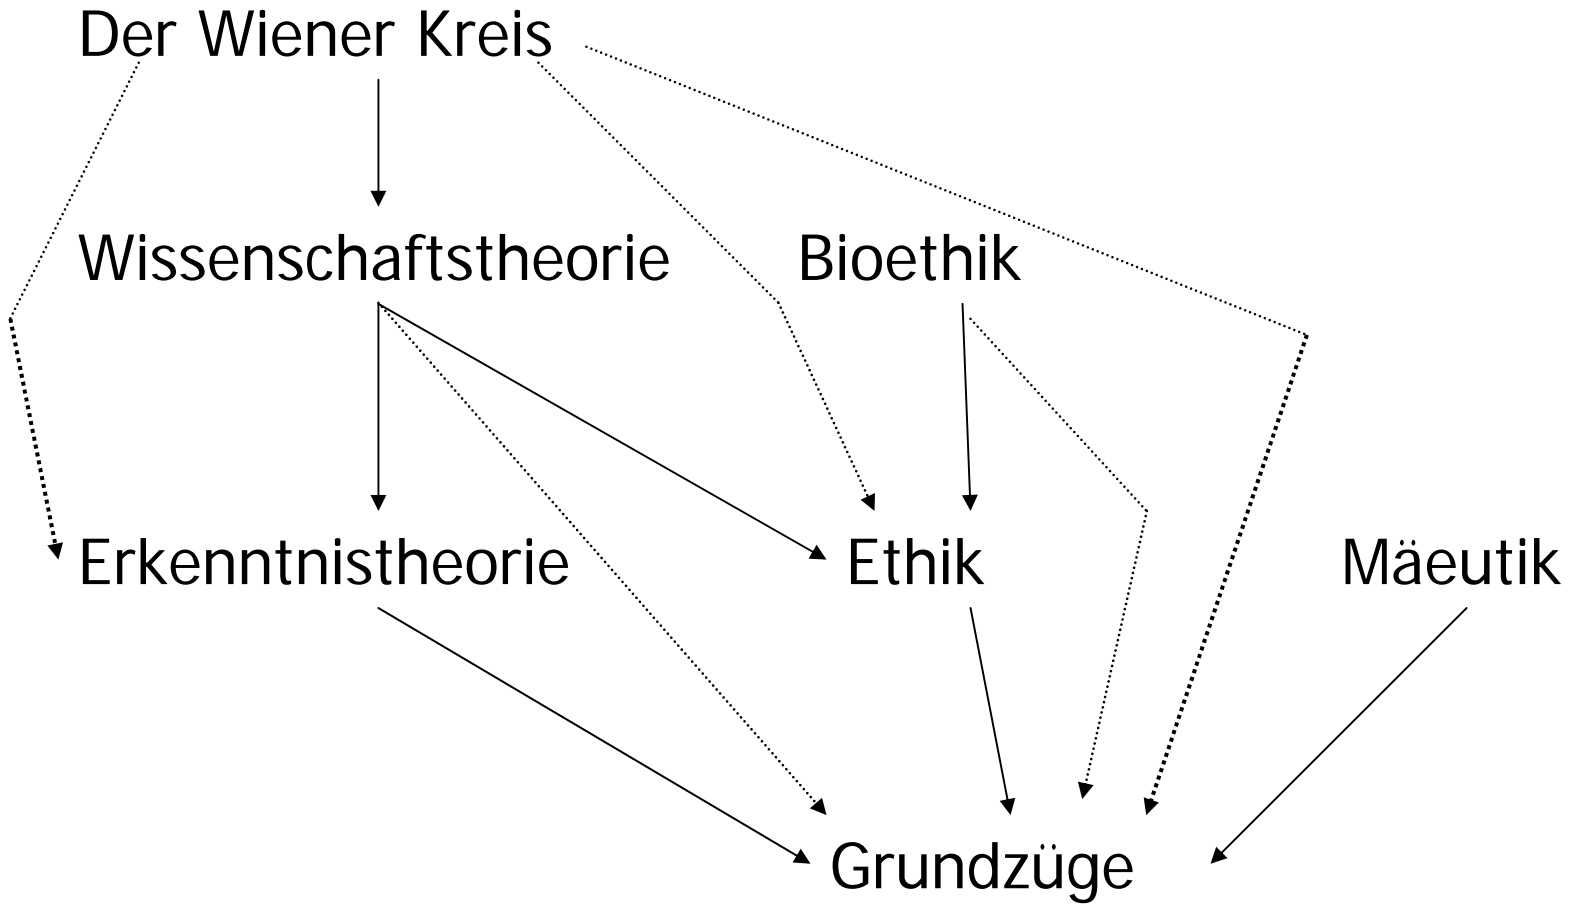 Der Wiener Kreis
Wissenschaftstheorie
Bioethik
Erkenntnistheorie
Ethik
Mäeutik
Grundzüge